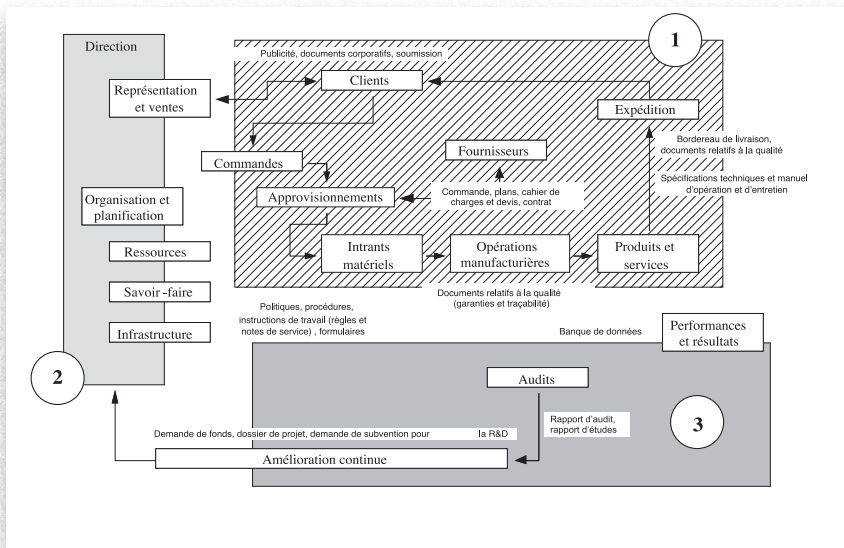 Direction
1
Publicité, documents corporatifs, soumission
Représentation
et ventes
Clients
Expédition
Bordereau de livraison,
documents relatifs à la qualité
Commandes
Fournisseurs
Spécifications techniques et manuel
d'opération et d'entretien
Organisation et
planification
Approvisionnements
Commande, plans, cahier de
charges et devis, contrat
Ressources
Intrants
matériels
Opérations
manufacturières
Produits et
services
Savoir -faire
Documents relatifs à la qualité
(garanties et traçabilité)
Politiques, procédures,
instructions de travail (règles et
notes de service) , formulaires
Infrastructure
Banque de données
Performances
et résultats
2
Audits
3
Rapport d'audit,
rapport d'études
Demande de fonds, dossier de projet, demande de subvention pour la R&D
Amélioration continue